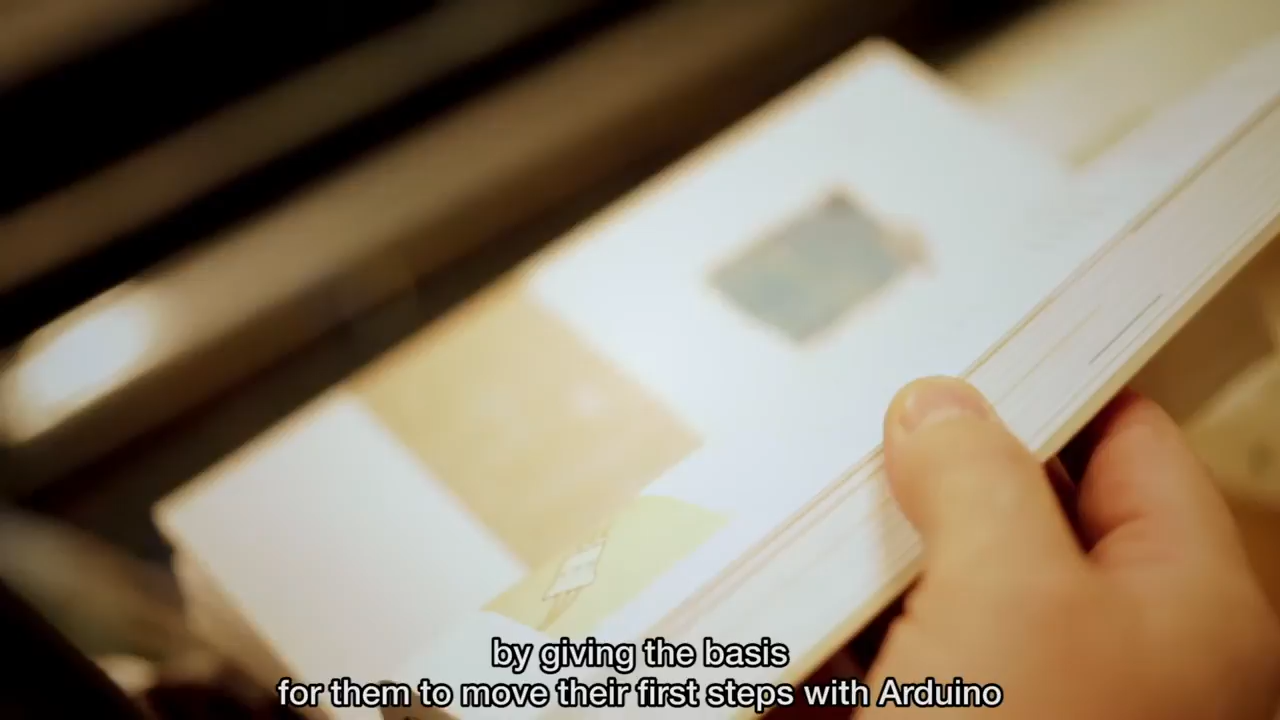 by giving the basis
for them to move their first steps with Arduino